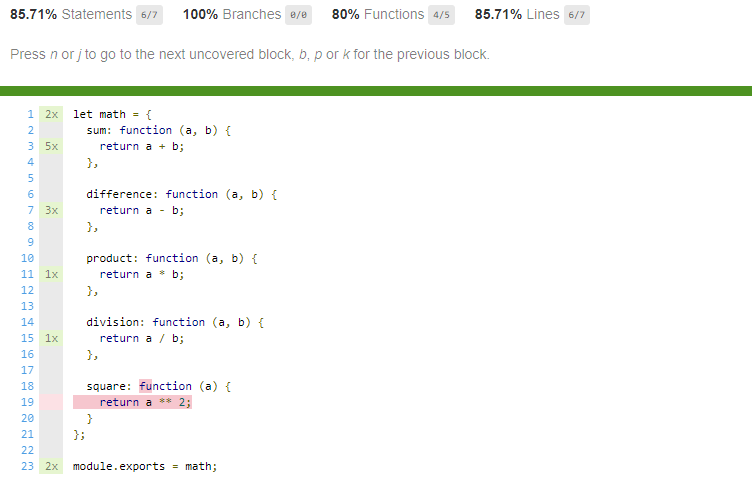 85.71% Statements 6/7 100% Branches 0/0 80% Functions 4/5 85.71% Lines 6/7
Press n or j to go to the next uncovered block, b, p or k for the previous block.
1 2x let math = {
2 sum: function (a, b) {
3 5x return a + b;
4 },
5
6 difference: function (a, b) {
7 3x return a - b;
8 },
9
10 product: function (a, b) {
11 1x return a * b;
12 },
13
14 division: function (a, b) {
15 1x return a / b;
16 },
17
18 square: function (a) {
19 return a ** 2;
20 }
21 };
22
23 2x module.exports = math;